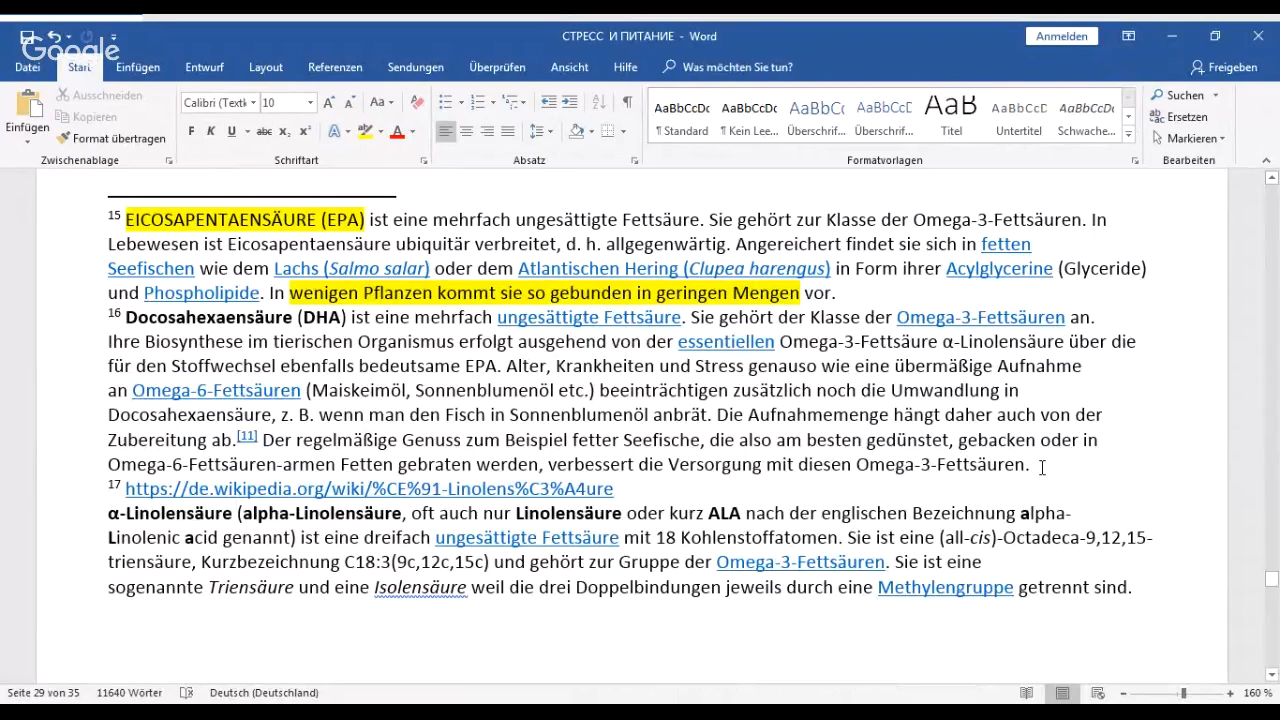 СТРЕСС И ПИТАНИЕ - Word
Anmelden
Google
Datei Start Einfügen Entwurf Layout Referenzen Sendungen Überprüfen Ansicht Hilfe Was möchten Sie tun? Freigeben
Einfügen
Ausschneiden
Kopieren
Format übertragen
Zwischenablage
Calibri (Textk 10
Aa
F K U abc x₂ x² A A
Schriftart
Absatz
AaBbCcDc AaBbCcDc AaBbCcDc AaBbCcDc AaB AaBbCcDc AaBbCcDc
¶ Standard ¶ Kein Lee... Überschrif... Überschrif... Titel Untertitel Schwache...
Formatvorlagen
Suchen
Ersetzen
Markieren
Bearbeiten
15 EICOSAPENTAENSÄURE (EPA) ist eine mehrfach ungesättigte Fettsäure. Sie gehört zur Klasse der Omega-3-Fettsäuren. In
Lebewesen ist Eicosapentaensäure ubiquitär verbreitet, d. h. allgegenwärtig. Angereichert findet sie sich in fetten
Seefischen wie dem Lachs (Salmo salar) oder dem Atlantischen Hering (Clupea harengus) in Form ihrer Acylglycerine (Glyceride)
und Phospholipide. In wenigen Pflanzen kommt sie so gebunden in geringen Mengen vor.
16 Docosahexaensäure (DHA) ist eine mehrfach ungesättigte Fettsäure. Sie gehört der Klasse der Omega-3-Fettsäuren an.
Ihre Biosynthese im tierischen Organismus erfolgt ausgehend von der essentiellen Omega-3-Fettsäure α-Linolensäure über die
für den Stoffwechsel ebenfalls bedeutsame EPA. Alter, Krankheiten und Stress genauso wie eine übermäßige Aufnahme
an Omega-6-Fettsäuren (Maiskeimöl, Sonnenblumenöl etc.) beeinträchtigen zusätzlich noch die Umwandlung in
Docosahexaensäure, z. B. wenn man den Fisch in Sonnenblumenöl anbrät. Die Aufnahmemenge hängt daher auch von der
Zubereitung ab.[11] Der regelmäßige Genuss zum Beispiel fetter Seefische, die also am besten gedünstet, gebacken oder in
Omega-6-Fettsäuren-armen Fetten gebraten werden, verbessert die Versorgung mit diesen Omega-3-Fettsäuren.
17 https://de.wikipedia.org/wiki/%CE%91-Linolens%C3%A4ure
α-Linolensäure (alpha-Linolensäure, oft auch nur Linolensäure oder kurz ALA nach der englischen Bezeichnung alpha-
Linolenic acid genannt) ist eine dreifach ungesättigte Fettsäure mit 18 Kohlenstoffatomen. Sie ist eine (all-cis)-Octadeca-9,12,15-
triensäure, Kurzbezeichnung C18:3(9c,12c,15c) und gehört zur Gruppe der Omega-3-Fettsäuren. Sie ist eine
sogenannte Triensäure und eine Isolensäure weil die drei Doppelbindungen jeweils durch eine Methylengruppe getrennt sind.
Seite 29 von 35 11640 Wörter Deutsch (Deutschland) 160 %